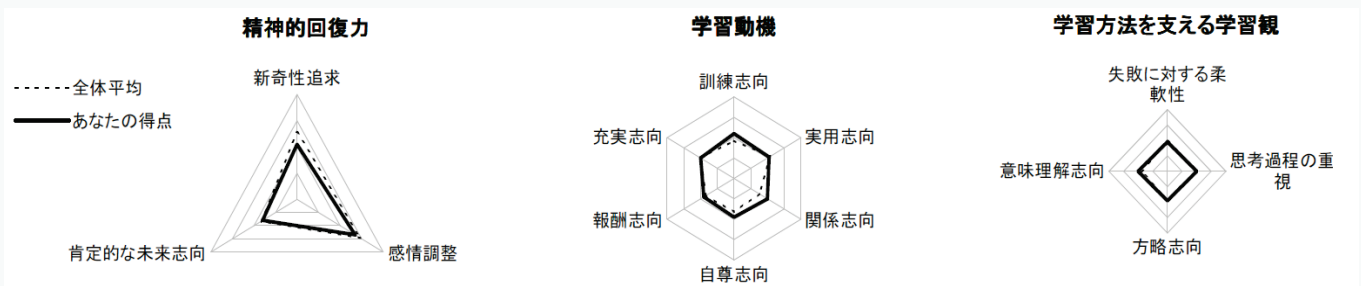 精神的回復力
全体平均
あなたの得点
新奇性追求
肯定的な未来志向
感情調整
学習動機
訓練志向
充実志向
実用志向
報酬志向
関係志向
自尊志向
学習方法を支える学習観
失敗に対する柔
軟性
意味理解志向
思考過程の重
視
方略志向